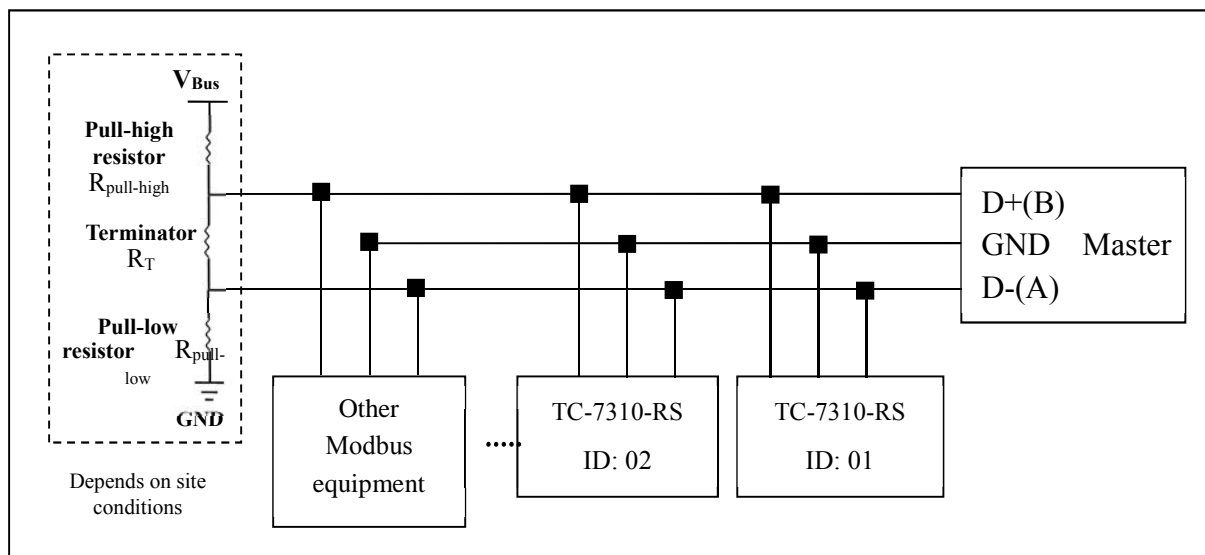 VBus
Pull-high
resistor
Rpull-high
Terminator
RT
Pull-low
resistor Rpull-
low
GND
Depends on site
conditions
Other
Modbus
equipment
.....
TC-7310-RS
ID: 02
TC-7310-RS
ID: 01
D+(B)
GND Master
D-(A)